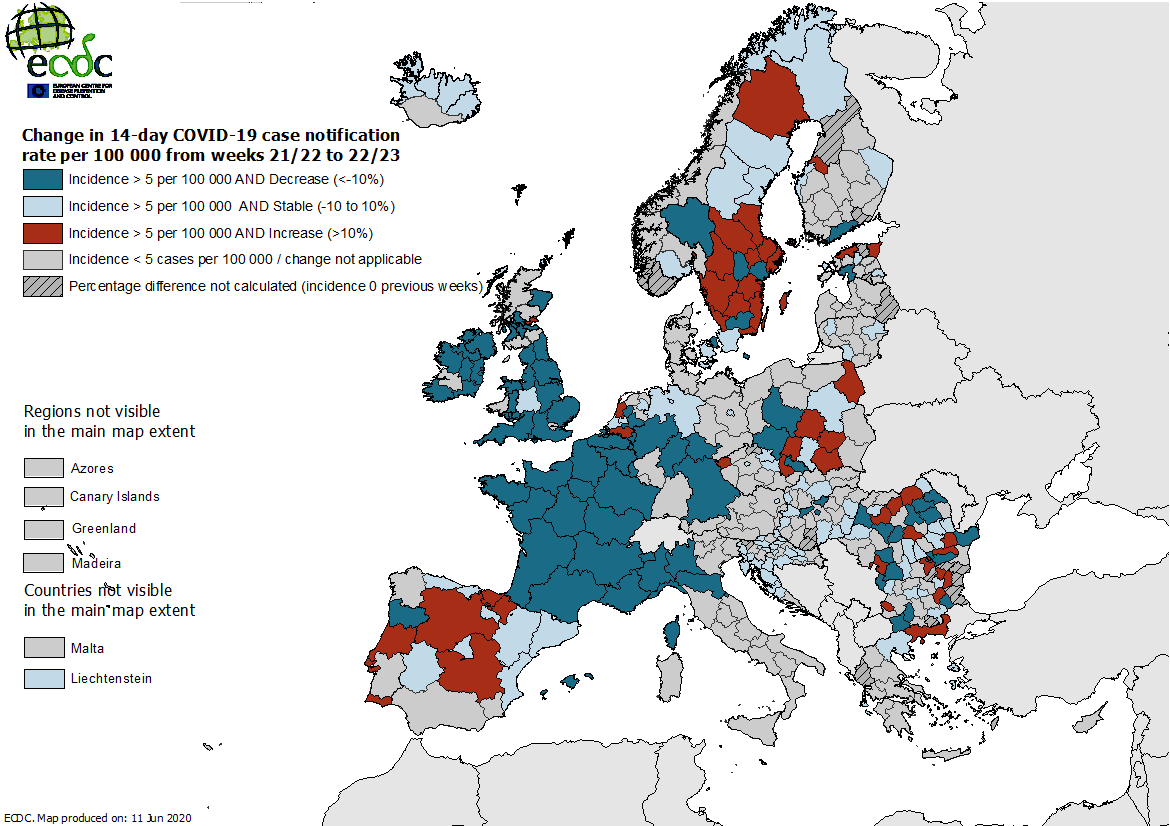 ecdc
EUROPEAN CENTRE FOR
DISEASE PREVENTION
AND CONTROL
Change in 14-day COVID-19 case notification
rate per 100 000 from weeks 21/22 to 22/23
Incidence > 5 per 100 000 AND Decrease (<-10%)
Incidence > 5 per 100 000 AND Stable (-10 to 10%)
Incidence > 5 per 100 000 AND Increase (>10%)
Incidence < 5 cases per 100 000 / change not applicable
Percentage difference not calculated (incidence 0 previous weeks)
Regions not visible
in the main map extent
Azores
Canary Islands
Greenland
Madeira
Countries not visible
in the main map extent
Malta
Liechtenstein
ECDC. Map produced on: 11 Jun 2020